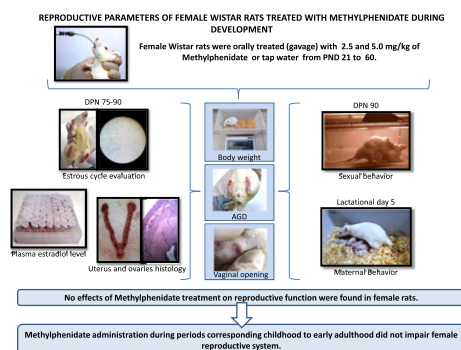 REPRODUCTIVE PARAMETERS OF FEMALE WISTAR RATS TREATED WITH METHYLPHENIDATE DURING
DEVELOPMENT
Female Wistar rats were orally treated (gavage) with 2.5 and 5.0 mg/kg of
Methylphenidate or tap water from PND 21 to 60.
DPN 75-90
Estrous cycle evaluation
Plasma estradiol level
Uterus and ovaries histology
Body weight
AGD
Vaginal opening
DPN 90
Sexual behavior
Lactational day 5
Maternal Behavior
No effects of Methylphenidate treatment on reproductive function were found in female rats.
Methylphenidate administration during periods corresponding childhood to early adulthood did not impair female
reproductive system.